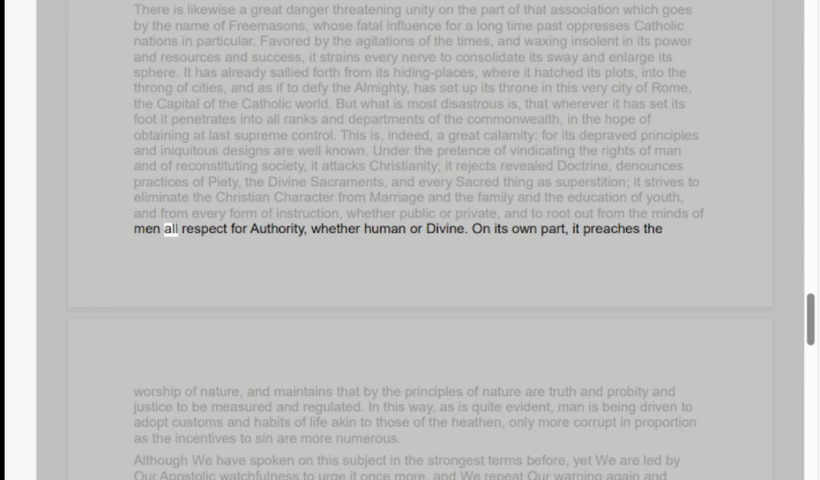 There is likewise a great danger threatening unity on the part of that association which goes
by the name of Freemasons, whose fatal influence for a long time past oppresses Catholic
nations in particular. Favored by the agitations of the times, and waxing insolent in its power
and resources and success, it strains every nerve to consolidate its sway and enlarge its
sphere. It has already sallied forth from its hiding-places, where it hatched its plots, into the
throng of cities, and as if to defy the Almighty, has set up its throne in this very city of Rome,
the Capital of the Catholic world. But what is most disastrous is, that wherever it has set its
foot it penetrates into all ranks and departments of the commonwealth, in the hope of
obtaining at last supreme control. This is, indeed, a great calamity: for its depraved principles
and iniquitous designs are well known. Under the pretence of vindicating the rights of man
and of reconstituting society, it attacks Christianity; it rejects revealed Doctrine, denounces
practices of Piety, the Divine Sacraments, and every Sacred thing as superstition; it strives to
eliminate the Christian Character from Marriage and the family and the education of youth,
and from every form of instruction, whether public or private, and to root out from the minds of
men all respect for Authority, whether human or Divine. On its own part, it preaches the
worship of nature, and maintains that by the principles of nature are truth and probity and
justice to be measured and regulated. In this way, as is quite evident, man is being driven to
adopt customs and habits of life akin to those of the heathen, only more corrupt in proportion
as the incentives to sin are more numerous.
Although We have spoken on this subject in the strongest terms before, yet We are led by
Our Apostolic watchfulness to urge it once more, and We repeat Our warning again and